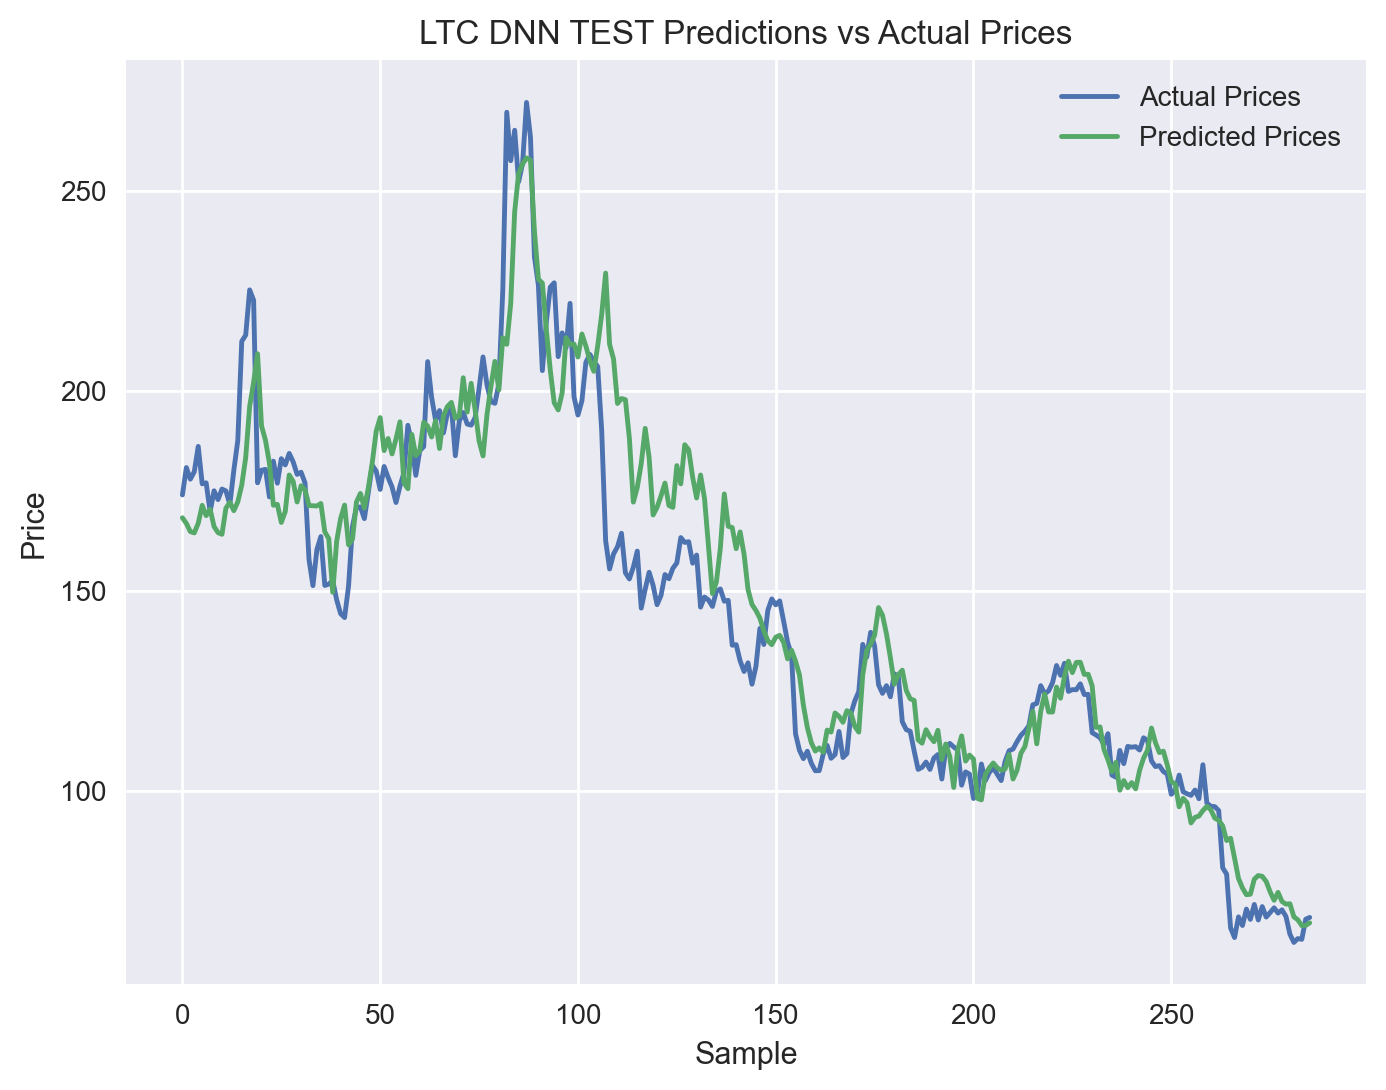 LTC DNN TEST Predictions vs Actual Prices
Actual Prices
Predicted Prices
250
200
150
100
Price
0 50 100 150 200 250
Sample